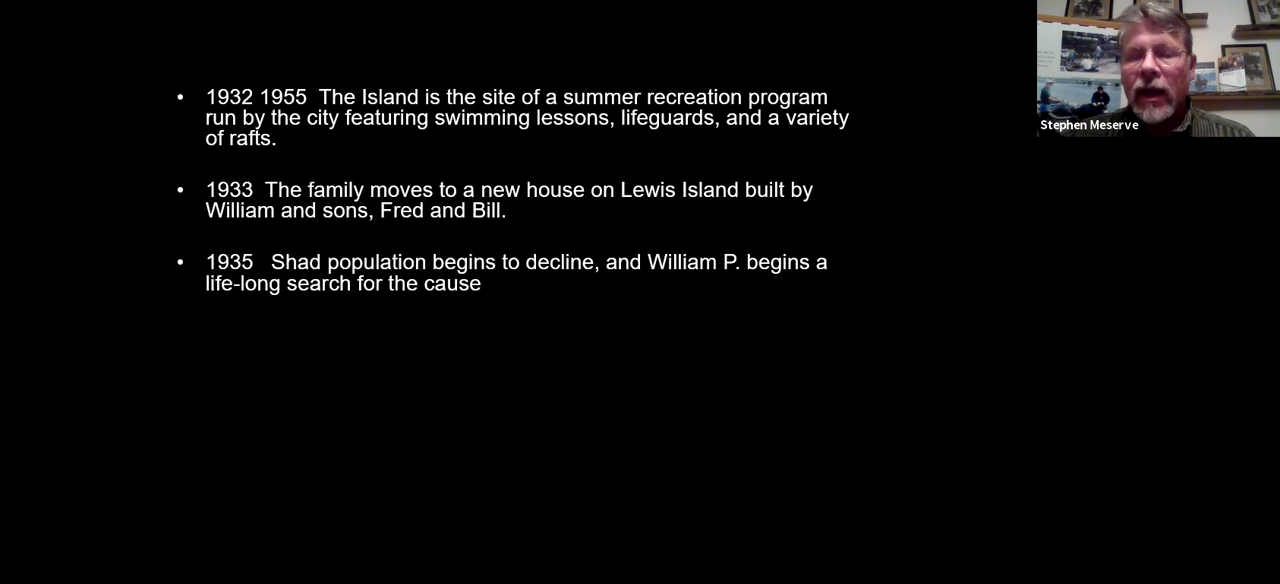 • 1932 1955  The Island is the site of a summer recreation program
run by the city featuring swimming lessons, lifeguards, and a variety
of rafts.
• 1933  The family moves to a new house on Lewis Island built by
William and sons, Fred and Bill.
• 1935   Shad population begins to decline, and William P. begins a
life-long search for the cause
Stephen Meserve